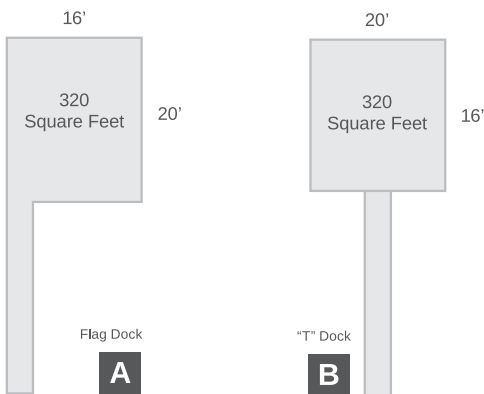 16’
320
Square Feet
20’
Flag Dock
A
20’
320
Square Feet
16’
“T” Dock
B